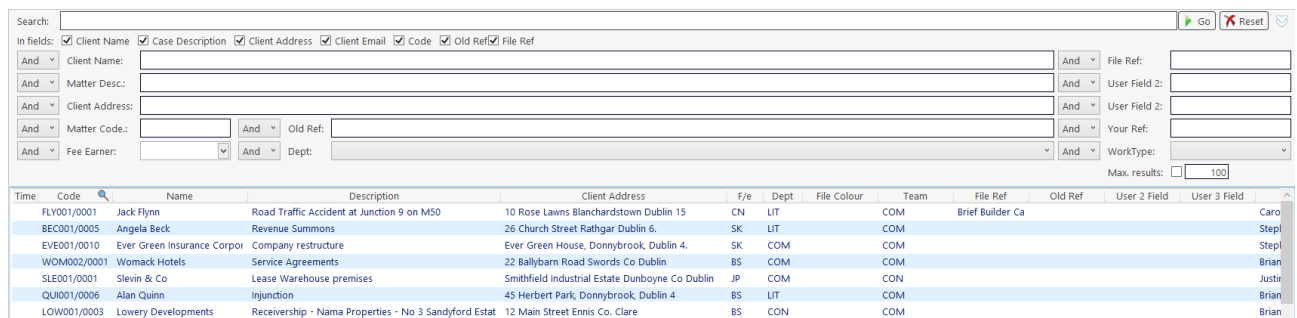 Search: Go Reset
In fields: Client Name Case Description Client Address Client Email Code Old Ref File Ref
And Client Name: And File Ref:
And Matter Desc.: And User Field 2:
And Client Address: And User Field 2:
And Matter Code.: And Old Ref: And Your Ref:
And Fee Earner: And Dept: And WorkType:
Max. results: 100
Time Code Name Description Client Address F/e Dept File Colour Team File Ref Old Ref User 2 Field User 3 Field
FLY001/0001 Jack Flynn Road Traffic Accident at Junction 9 on M50 10 Rose Lawns Blanchardstown Dublin 15 CN LIT COM Brief Builder Ca Caro
BEC001/0005 Angela Beck Revenue Summons 26 Church Street Rathgar Dublin 6. SK LIT COM Step
EVE001/0010 Ever Green Insurance Corpor Company restructure Ever Green House, Donnybrook, Dublin 4. SK COM COM Step
WOM002/0001 Womack Hotels Service Agreements 22 Ballybarn Road Swords Co Dublin BS COM COM Brian
SLE001/0001 Slevin & Co Lease Warehouse premises Smithfield Industrial Estate Dunboyne Co Dublin JP COM CON Justi
QUI001/0006 Alan Quinn Injunction 45 Herbert Park, Donnybrook, Dublin 4 BS LIT COM Brian
LOW001/0003 Lowery Developments Receivership - Nama Properties - No 3 Sandyford Estat 12 Main Street Ennis Co. Clare BS CON COM Brian